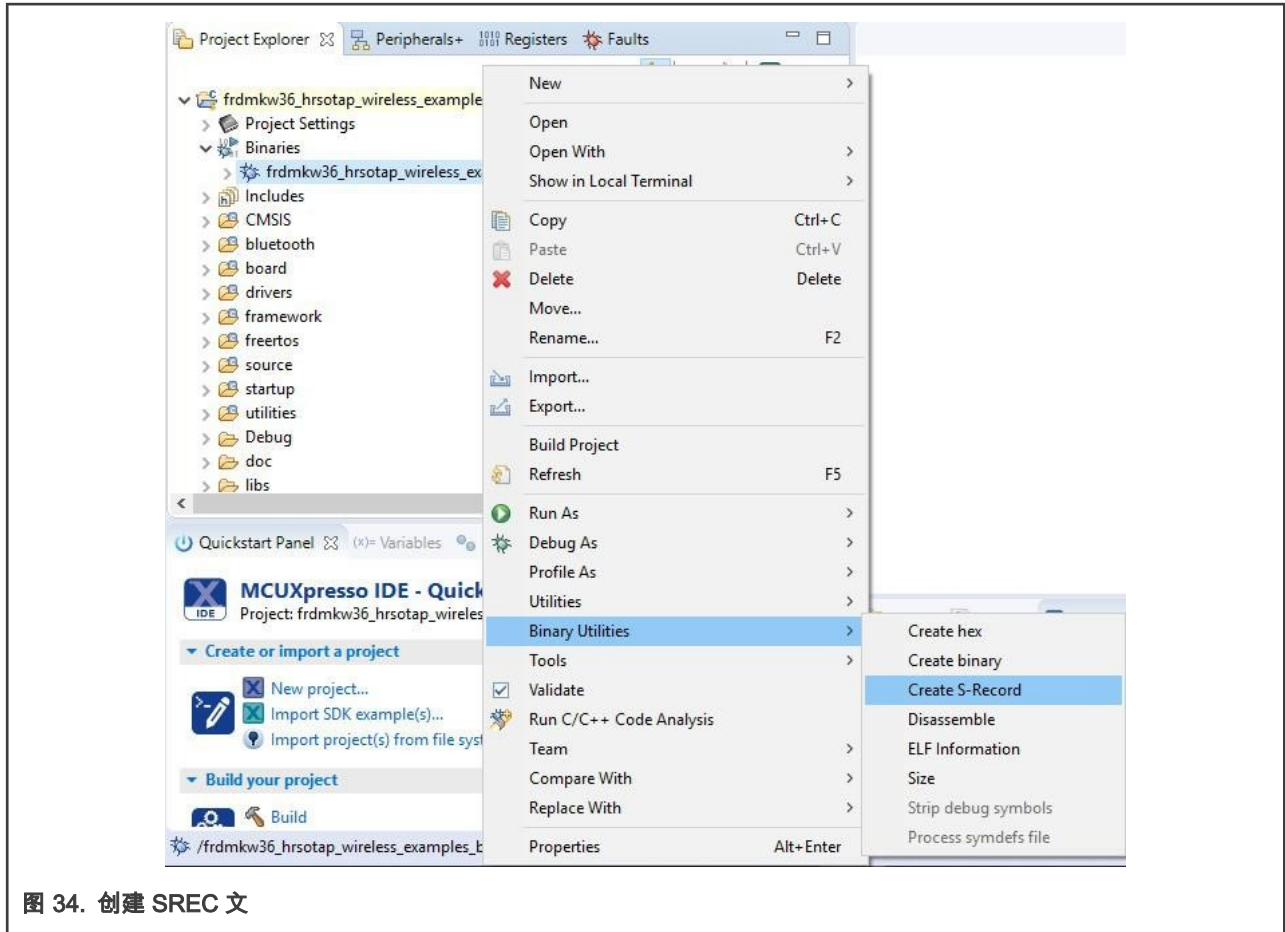 Project Explorer Peripherals+ Registers Faults
frdmkw36_hrsotap_wireless_example
Project Settings
Binaries
frdmkw36_hrsotap_wireless_ex
Includes
CMSIS
bluetooth
board
drivers
framework
freertos
source
startup
utilities
Debug
doc
libs
New
Open
Open With
Show in Local Terminal
Copy Ctrl+C
Paste Ctrl+V
Delete Delete
Move...
Rename... F2
Import...
Export...
Build Project
Refresh F5
Run As
Debug As
Profile As
Utilities
Binary Utilities
Tools
Validate
Run C/C++ Code Analysis
Team
Compare With
Replace With
Properties Alt+Enter
Create hex
Create binary
Create S-Record
Disassemble
ELF Information
Size
Strip debug symbols
Process symdefs file
Quickstart Panel (x)= Variables
IDE
MCUXpresso IDE - Quick
Project: frdmkw36_hrsotap_wireles
Create or import a project
New project...
Import SDK example(s)...
Import project(s) from file syst
Build your project
Build
/frdmkw36_hrsotap_wireless_examples_b
图 34. 创建 SREC 文